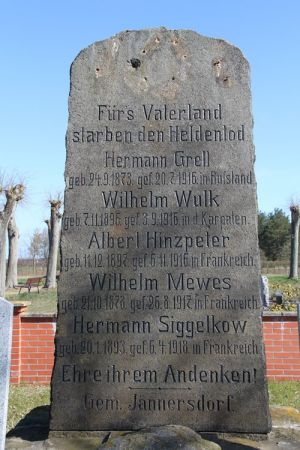 Für's Vaterland
starben den Heldentod
Hermann Grell
geb. 24.9.1873. gef. 20.7.1916. in Rußland
Wilhelm Wulk
geb. 7.11.1896. gef. 3.9.1916. in d. Karpaten.
Albert Hinzpeter
geb. 11.12.1897. gef. 5.11.1916. in Frankreich.
Wilhelm Mewes
geb. 21.10.1878. gef. 26.8.1917. in Frankreich.
Hermann Siggelkow
geb. 20.1.1893. gef. 6.4.1918. in Frankreich.
Ehre ihrem Andenken!
Gem. Jannersdorf.